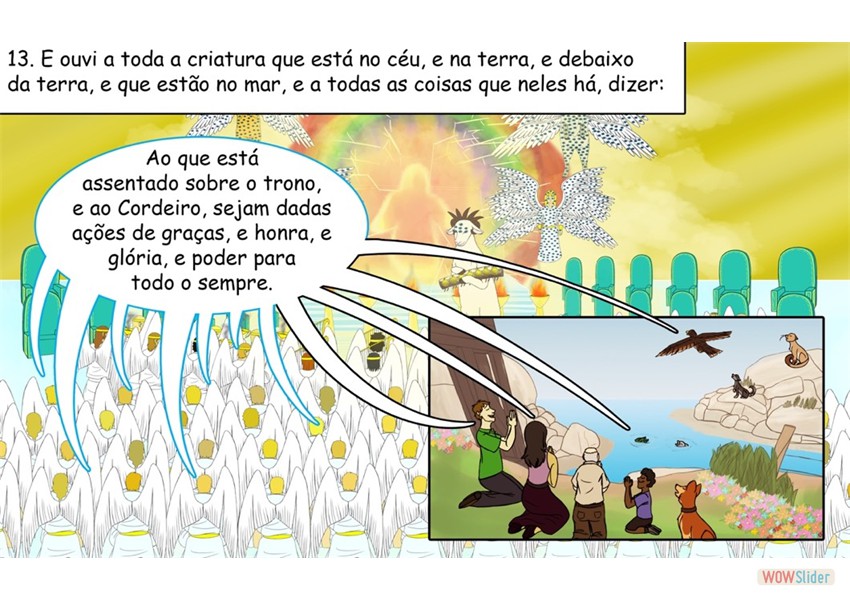 13. E ouvi a toda a criatura que está no céu, e na terra, e debaixo
da terra, e que estão no mar, e a todas as coisas que neles há, dizer:
Ao que está
assentado sobre o trono,
e ao Cordeiro, sejam dadas
ações de graças, e honra, e
glória, e poder para
todo o sempre.
WOWSlider